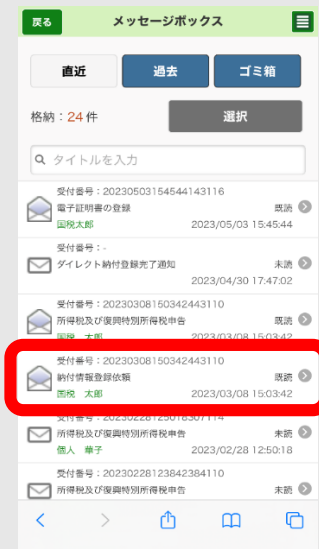 戻る
メッセージボックス
直近
過去
ゴミ箱
格納：24 件
選択
タイトルを入力
受付番号：20230503154544143116
電子証明書の登録
既読
国税太郎
2023/05/03 15:45:44
受付番号：-
ダイレクト納付登録完了通知
未読
2023/04/30 17:47:02
受付番号：20230308150342443110
所得税及び復興特別所得税申告
既読
国税 太郎
2023/03/08 15:03:42
受付番号：20230308150342443110
納付情報登録依頼
既読
国税 太郎
2023/03/08 15:03:42
受付番号：20230228125018307114
所得税及び復興特別所得税申告
未読
個人 華子
2023/02/28 12:50:18
受付番号：20230228123842384110
所得税及び復興特別所得税申告
未読